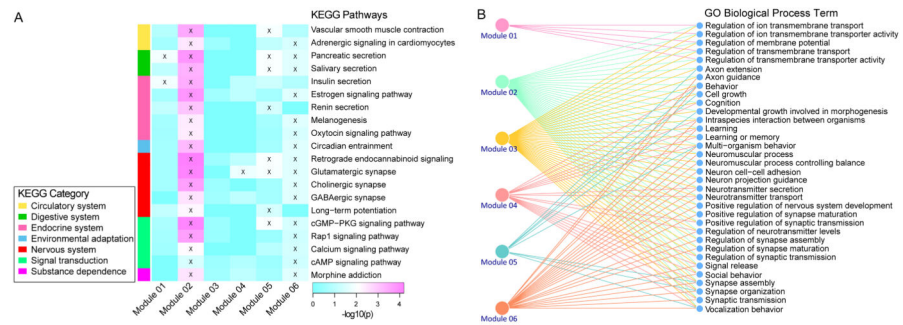 A
KEGG Pathways
Vascular smooth muscle contraction
Adrenergic signaling in cardiomyocytes
Pancreatic secretion
Salivary secretion
Insulin secretion
Estrogen signaling pathway
Renin secretion
Melanogenesis
Oxytocin signaling pathway
Circadian entrainment
Retrograde endocannabinoid signaling
Glutamatergic synapse
Cholinergic synapse
GABAergic synapse
Long-term potentiation
cGMP-PKG signaling pathway
Rap1 signaling pathway
Calcium signaling pathway
cAMP signaling pathway
Morphine addiction
X X
X
X X X X
X X X
X X X
X X
X X
X
X X
X X
X X X
X X X X
X X
X X
X X
X X X
X X
X X
X
X X
KEGG Category
Circulatory system
Digestive system
Endocrine system
Environmental adaptation
Nervous system
Signal transduction
Substance dependence
Module 01
Module 02
Module 03
Module 04
Module 05
Module 06
0 1 2 3 4
-log10(p)
B
GO Biological Process Term
Module 01
Module 02
Module 03
Module 04
Module 05
Module 06
Regulation of ion transmembrane transport
Regulation of ion transmembrane transporter activity
Regulation of membrane potential
Regulation of transmembrane transport
Regulation of transmembrane transporter activity
Axon extension
Axon guidance
Behavior
Cell growth
Cognition
Developmental growth involved in morphogenesis
Intraspecies interaction between organisms
Learning
Learning or memory
Multi-organism behavior
Neuromuscular process
Neuromuscular process controlling balance
Neuron cell-cell adhesion
Neuron projection guidance
Neurotransmitter secretion
Neurotransmitter transport
Positive regulation of nervous system development
Positive regulation of synapse maturation
Positive regulation of synaptic transmission
Regulation of neurotransmitter levels
Regulation of synapse assembly
Regulation of synapse maturation
Regulation of synaptic transmission
Signal release
Social behavior
Synapse assembly
Synapse organization
Synaptic transmission
Vocalization behavior